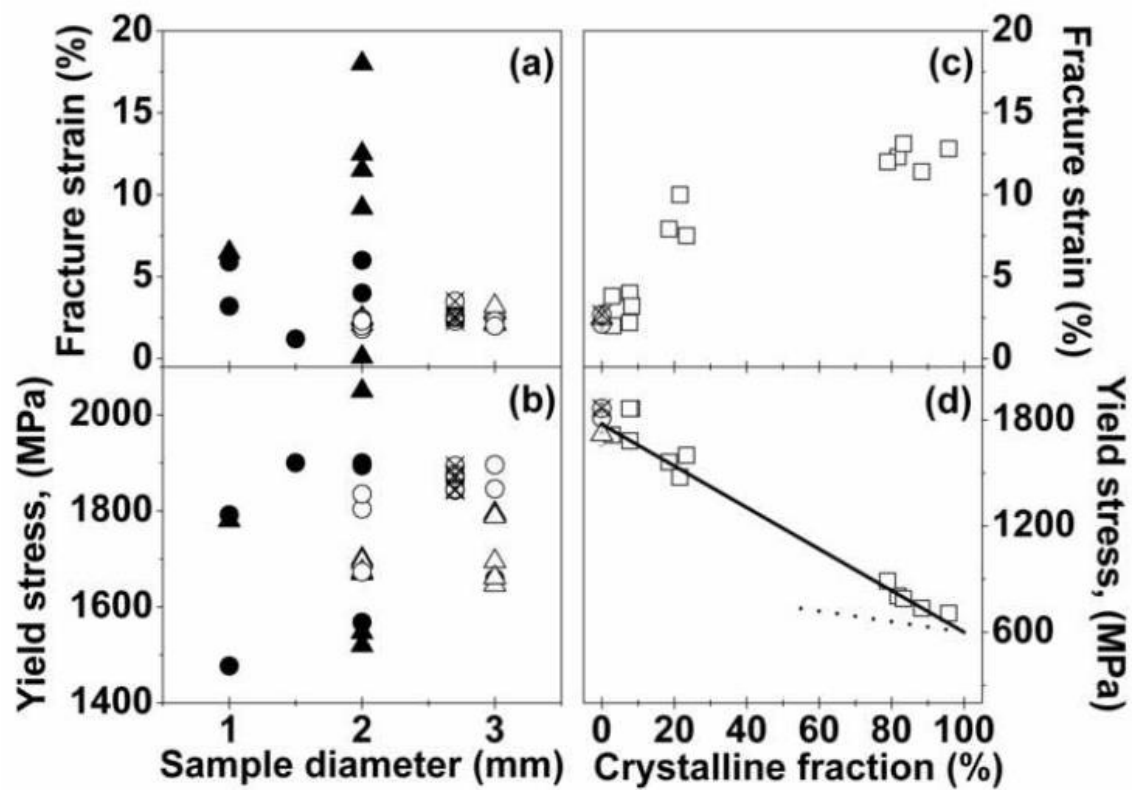 20
15
10
5
0
Fracture strain (%)
(a)
(c)
20
15
10
5
0
Fracture strain (%)
2000
1800
1600
1400
Yield stress, (MPa)
(b)
(d)
1800
1200
600
Yield stress, (MPa)
1 2 3
Sample diameter (mm)
0 20 40 60 80 100
Crystalline fraction (%)